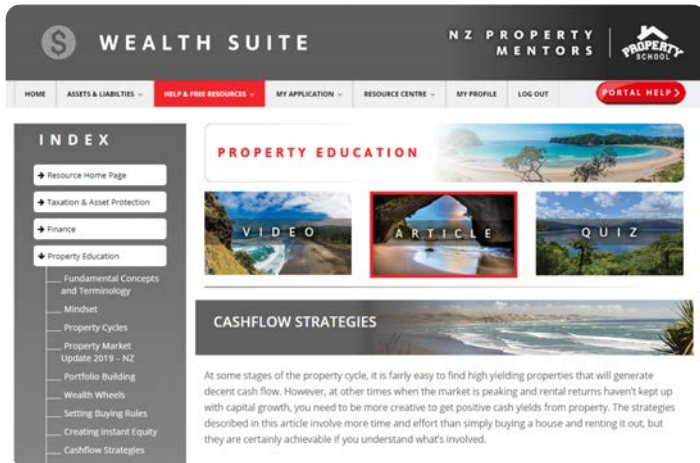 WEALTH SUITE
NZ PROPERTY
MENTORS
PROPERTY
SCHOOL
HOME
ASSETS & LIABILTIES
HELP & FREE RESOURCES
MY APPLICATION
RESOURCE CENTRE
MY PROFILE
LOG OUT
PORTAL HELP
INDEX
Resource Home Page
Taxation & Asset Protection
Finance
Property Education
Fundamental Concepts
and Terminology
Mindset
Property Cycles
Property Market
Update 2019 – NZ
Portfolio Building
Wealth Wheels
Setting Buying Rules
Creating Instant Equity
Cashflow Strategies
PROPERTY EDUCATION
VIDEO
ARTICLE
QUIZ
CASHFLOW STRATEGIES
At some stages of the property cycle, it is fairly easy to find high yielding properties that will generate
decent cash flow. However, at other times when the market is peaking and rental returns haven't kept up
with capital growth, you need to be more creative to get positive cash yields from property. The strategies
described in this article involve more time and effort than simply buying a house and renting it out, but
they are certainly achievable if you understand what's involved.